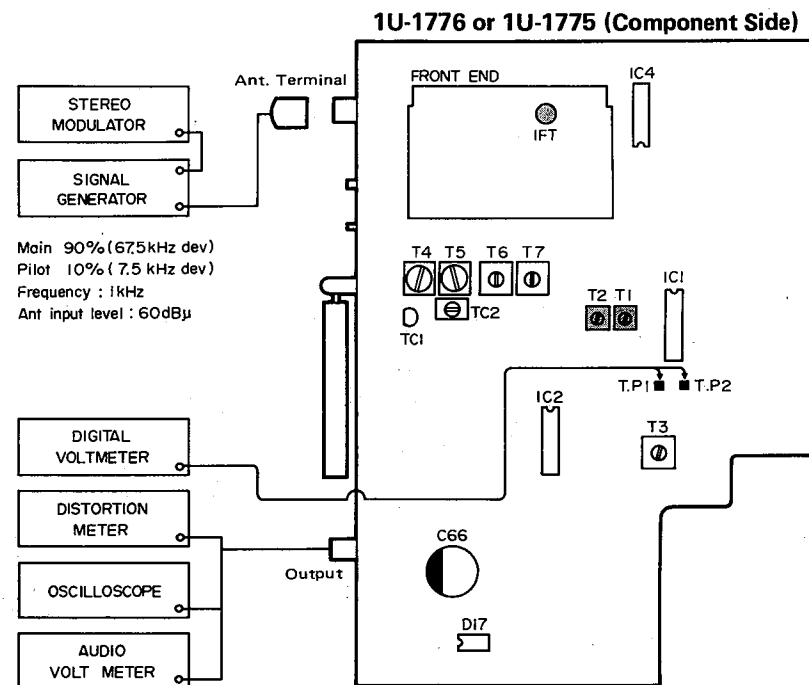 1U-1776 or 1U-1775 (Component Side)
STEREO
MODULATOR
SIGNAL
GENERATOR
Ant. Terminal
Main 90% (67.5kHz dev)
Pilot 10% (7.5 kHz dev)
Frequency : 1kHz
Ant input level : 60dBμ
FRONT END
IFT
IC4
T4 T5 T6 T7
TC1
TC2
T2 T1
IC1
T.P1 T.P2
IC2
T3
DIGITAL
VOLTMETER
DISTORTION
METER
OSCILLOSCOPE
AUDIO
VOLT METER
Output
C66
D17